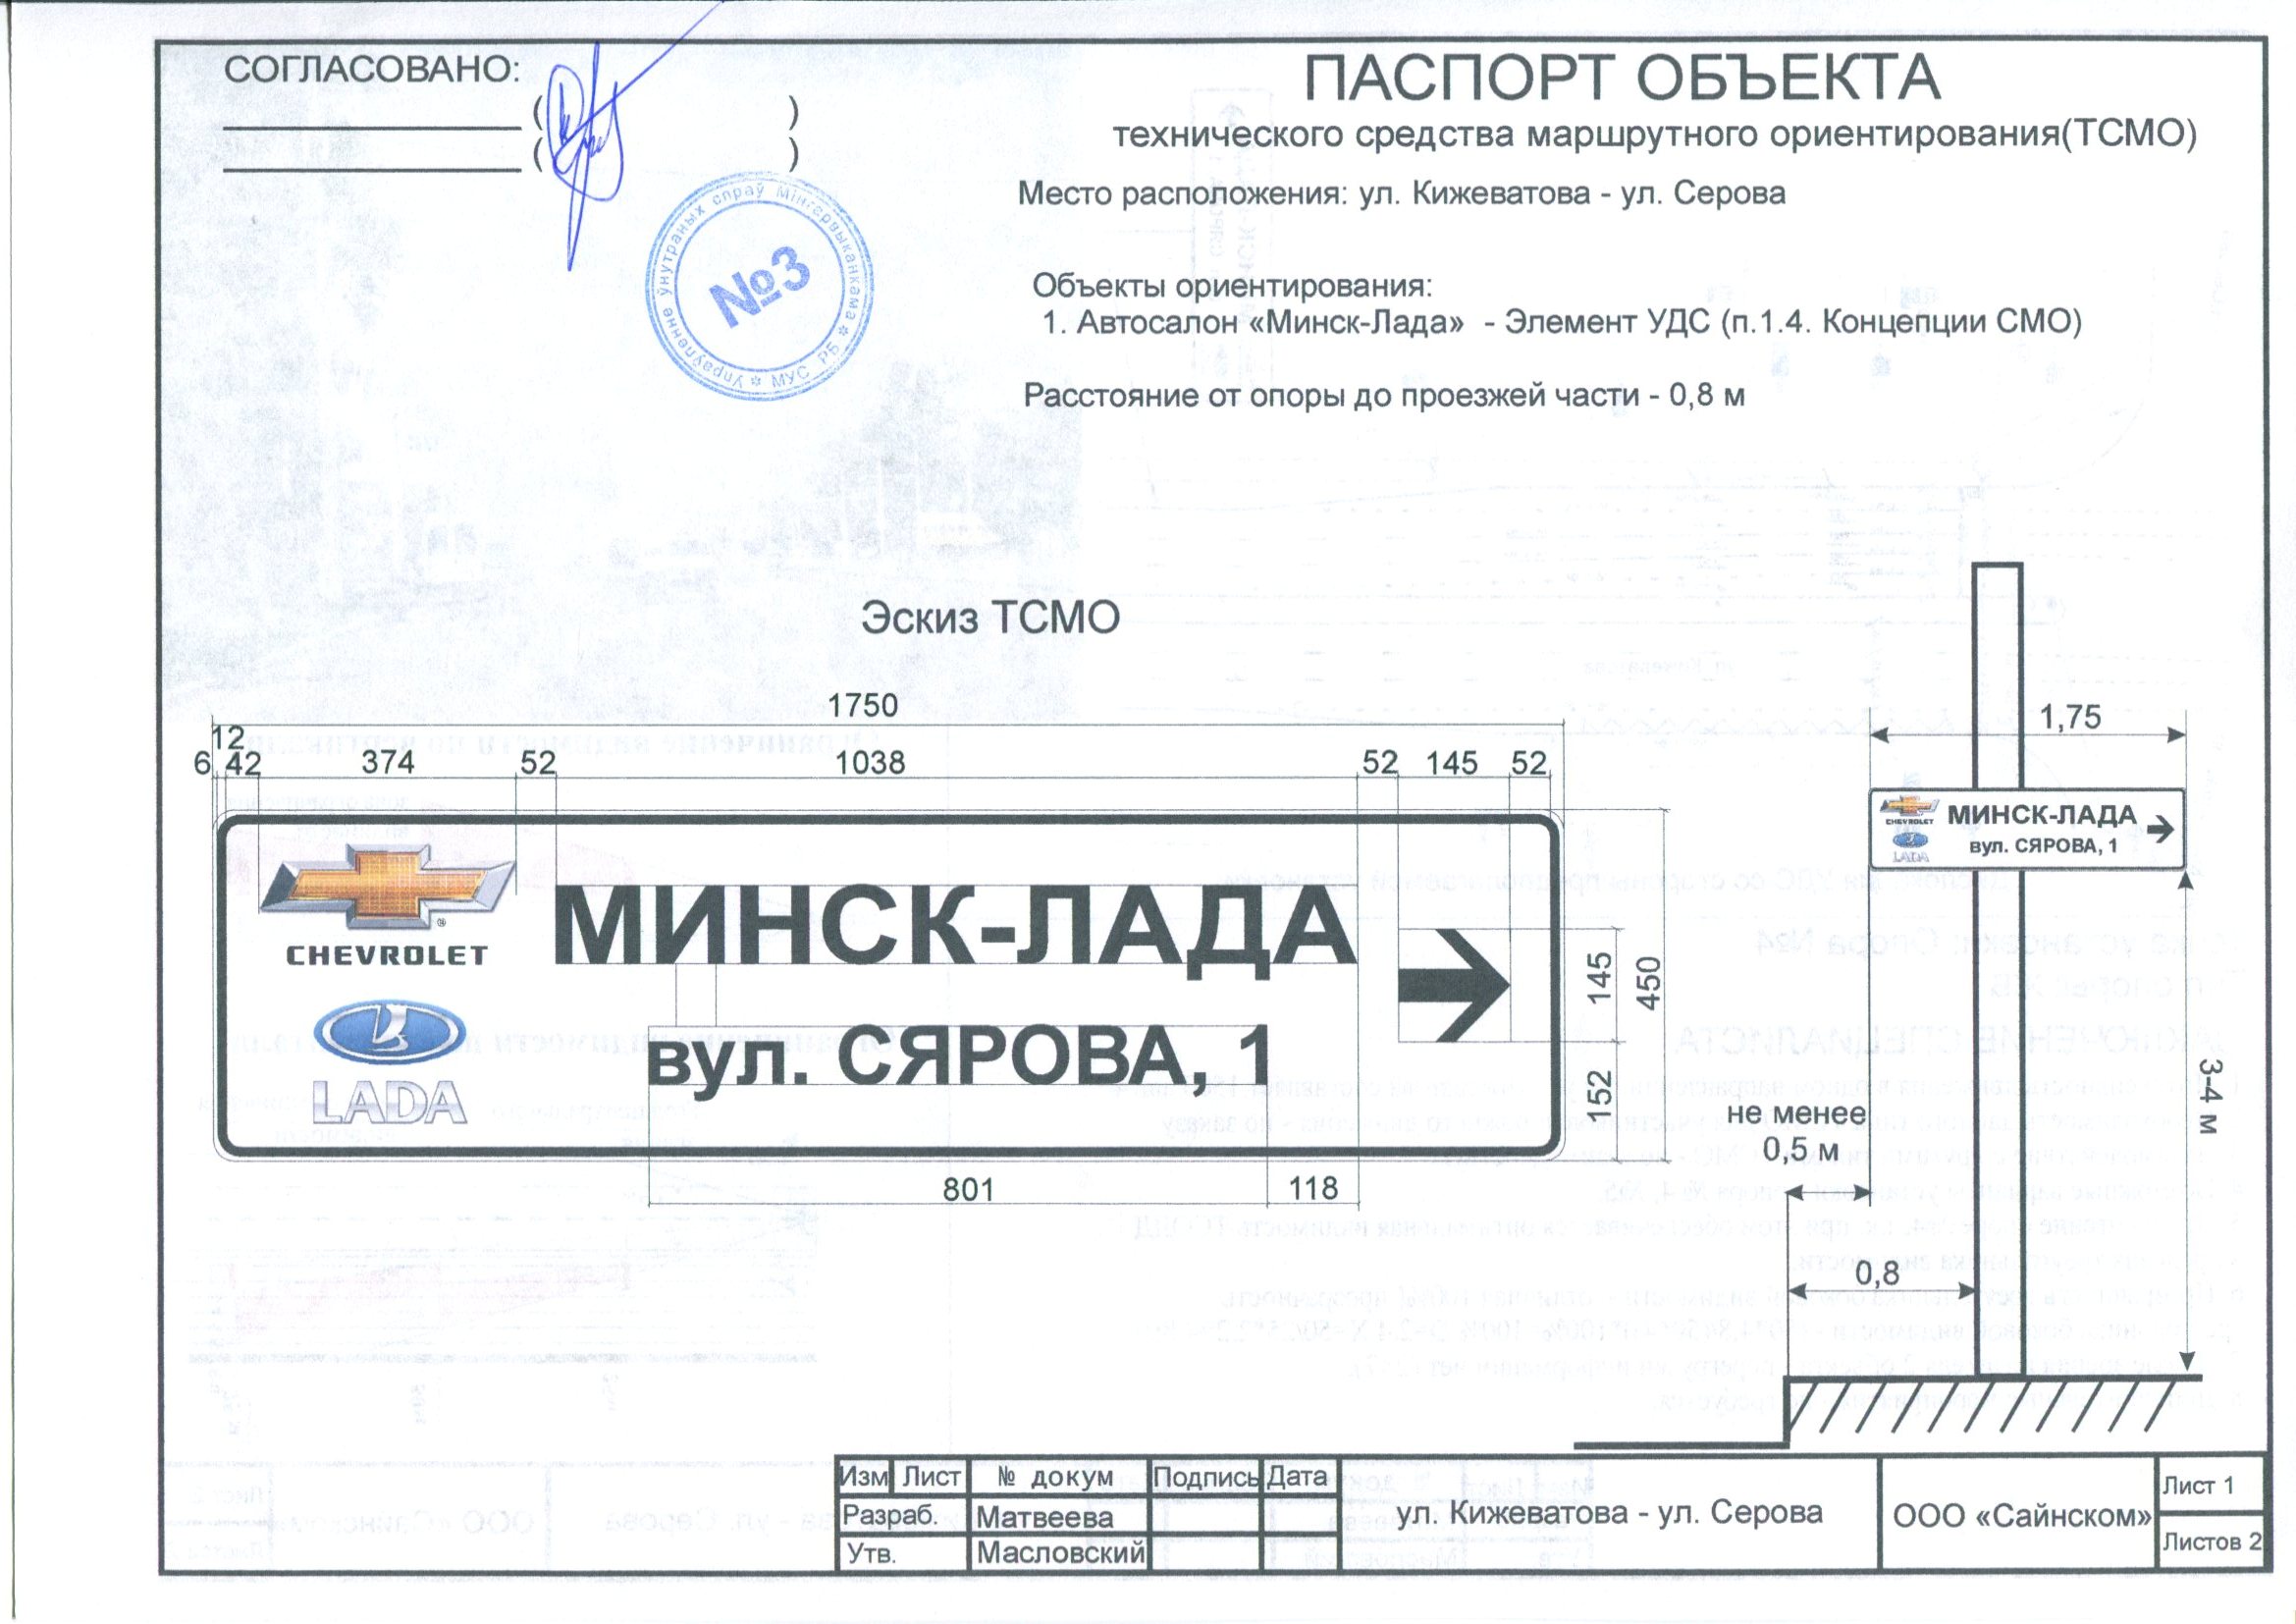 СОГЛАСОВАНО:
( )
( )
Упраўленне ўнутраных спраў Мінгарвыканкама * МУС РБ *
№3
ПАСПОРТ ОБЪЕКТА
технического средства маршрутного ориентирования(ТСМО)
Место расположения: ул. Кижеватова - ул. Серова
Объекты ориентирования:
1. Автосалон «Минск-Лада» - Элемент УДС (п.1.4. Концепции СМО)
Расстояние от опоры до проезжей части - 0,8 м
Эскиз ТСМО
1750
12
6 42 374 52 1038 52 145 52
CHEVROLET
LADA
МИНСК-ЛАДА
вул. СЯРОВА, 1
145
152
450
801 118
1,75
CHEVROLET
LADA
МИНСК-ЛАДА
вул. СЯРОВА, 1
3-4 м
не менее
0,5 м
0,8
Изм Лист № докум Подпись Дата
Разраб. Матвеева
Утв. Масловский
ул. Кижеватова - ул. Серова
ООО «Сайнском»
Лист 1
Листов 2